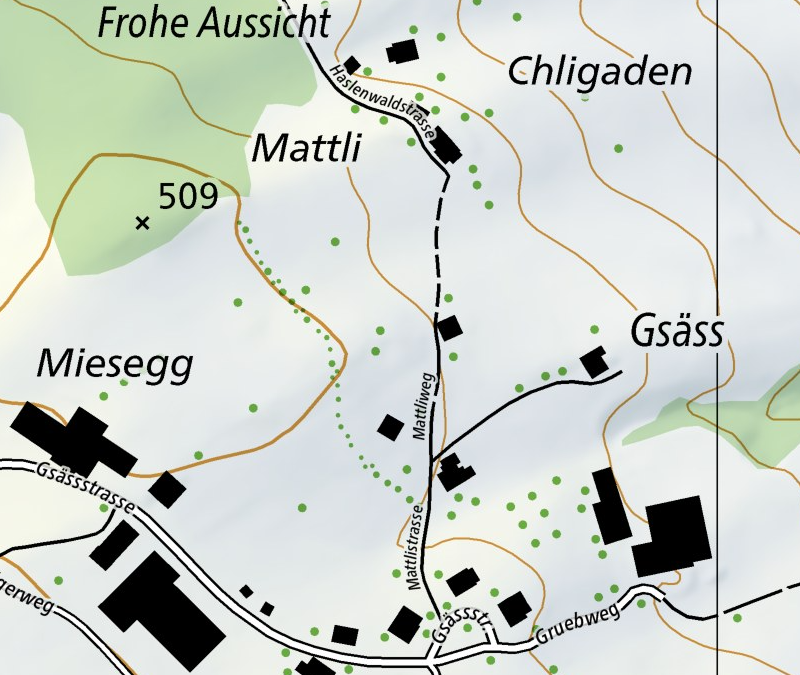 Frohe Aussicht
Chligaden
Haslenwaldstrasse
Mattli
509
Gsäss
Miesegg
Mattliweg
Gsässstrasse
Mattlistrasse
Gsässstr.
Gruebweg